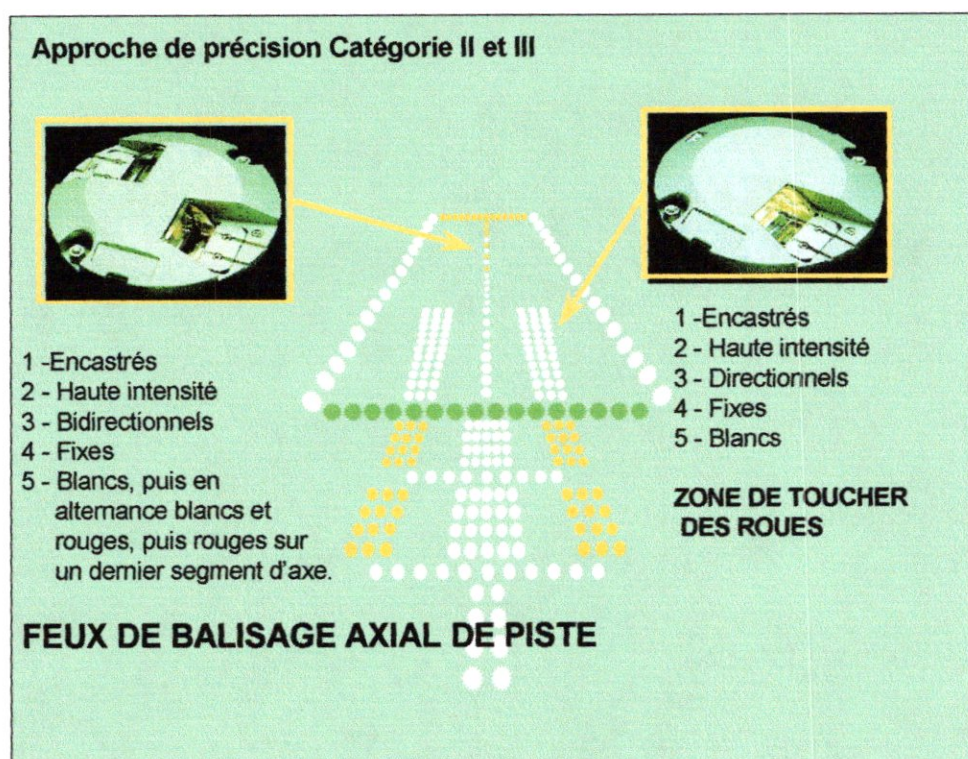 Approche de précision Catégorie II et III
1 -Encastrés
2 - Haute intensité
3 - Bidirectionnels
4 - Fixes
5 - Blancs, puis en
alternance blancs et
rouges, puis rouges sur
un dernier segment d'axe.
FEUX DE BALISAGE AXIAL DE PISTE
1 -Encastrés
2 - Haute intensité
3 - Directionnels
4 - Fixes
5 - Blancs
ZONE DE TOUCHER
DES ROUES